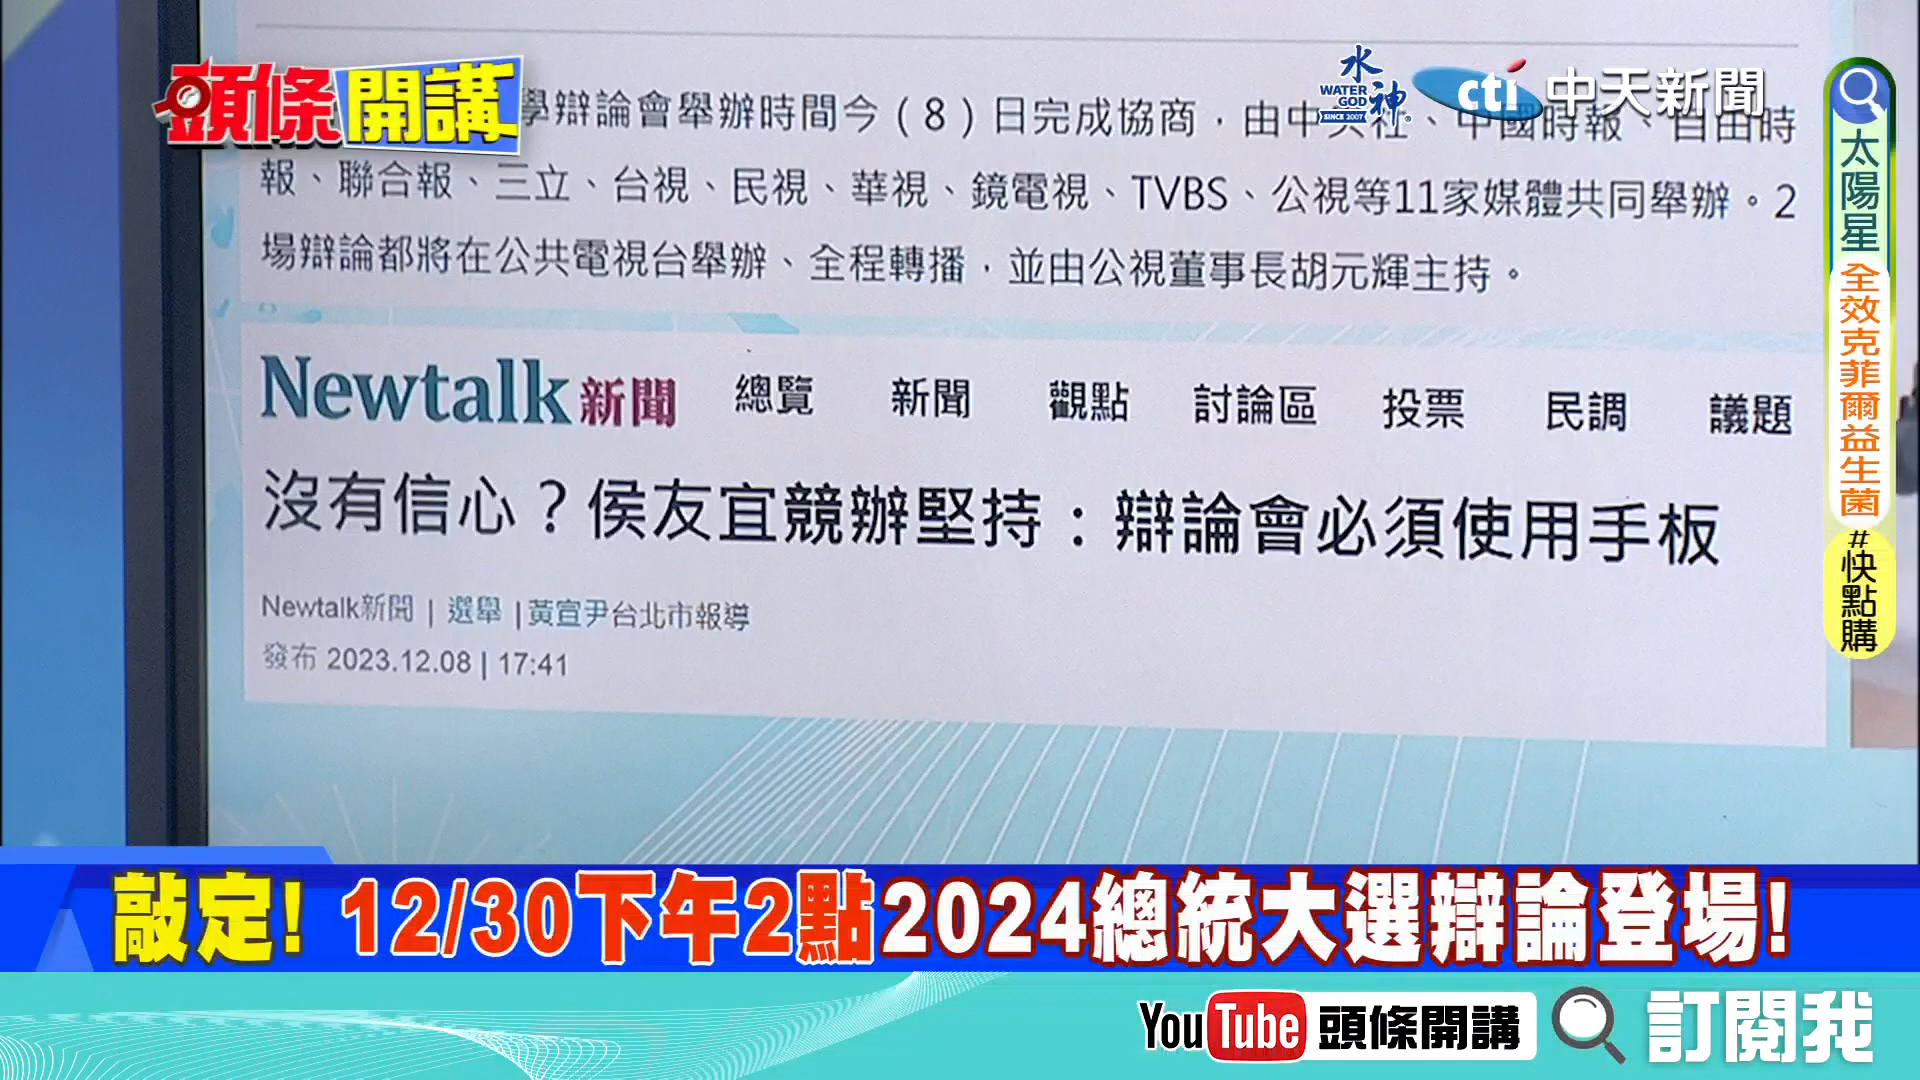 頭條開講
學辯論會舉辦時間今（8）日完成協商，由中央社、中國時報、自由時
報、聯合報、三立、台視、民視、華視、鏡電視、TVBS、公視等11家媒體共同舉辦。2
場辯論都將在公共電視台舉辦、全程轉播，並由公視董事長胡元輝主持。
水神
WATER GOD
SINCE 2007
cti 中天新聞
太陽星
全效克菲爾益生菌
#快點購
Newtalk新聞 總覽 新聞 觀點 討論區 投票 民調 議題
沒有信心？侯友宜競辦堅持：辯論會必須使用手板
Newtalk新聞 | 選舉 | 黃宣尹台北市報導
發布 2023.12.08 | 17:41
敲定! 12/30下午2點2024總統大選辯論登場!
YouTube 頭條開講 訂閱我